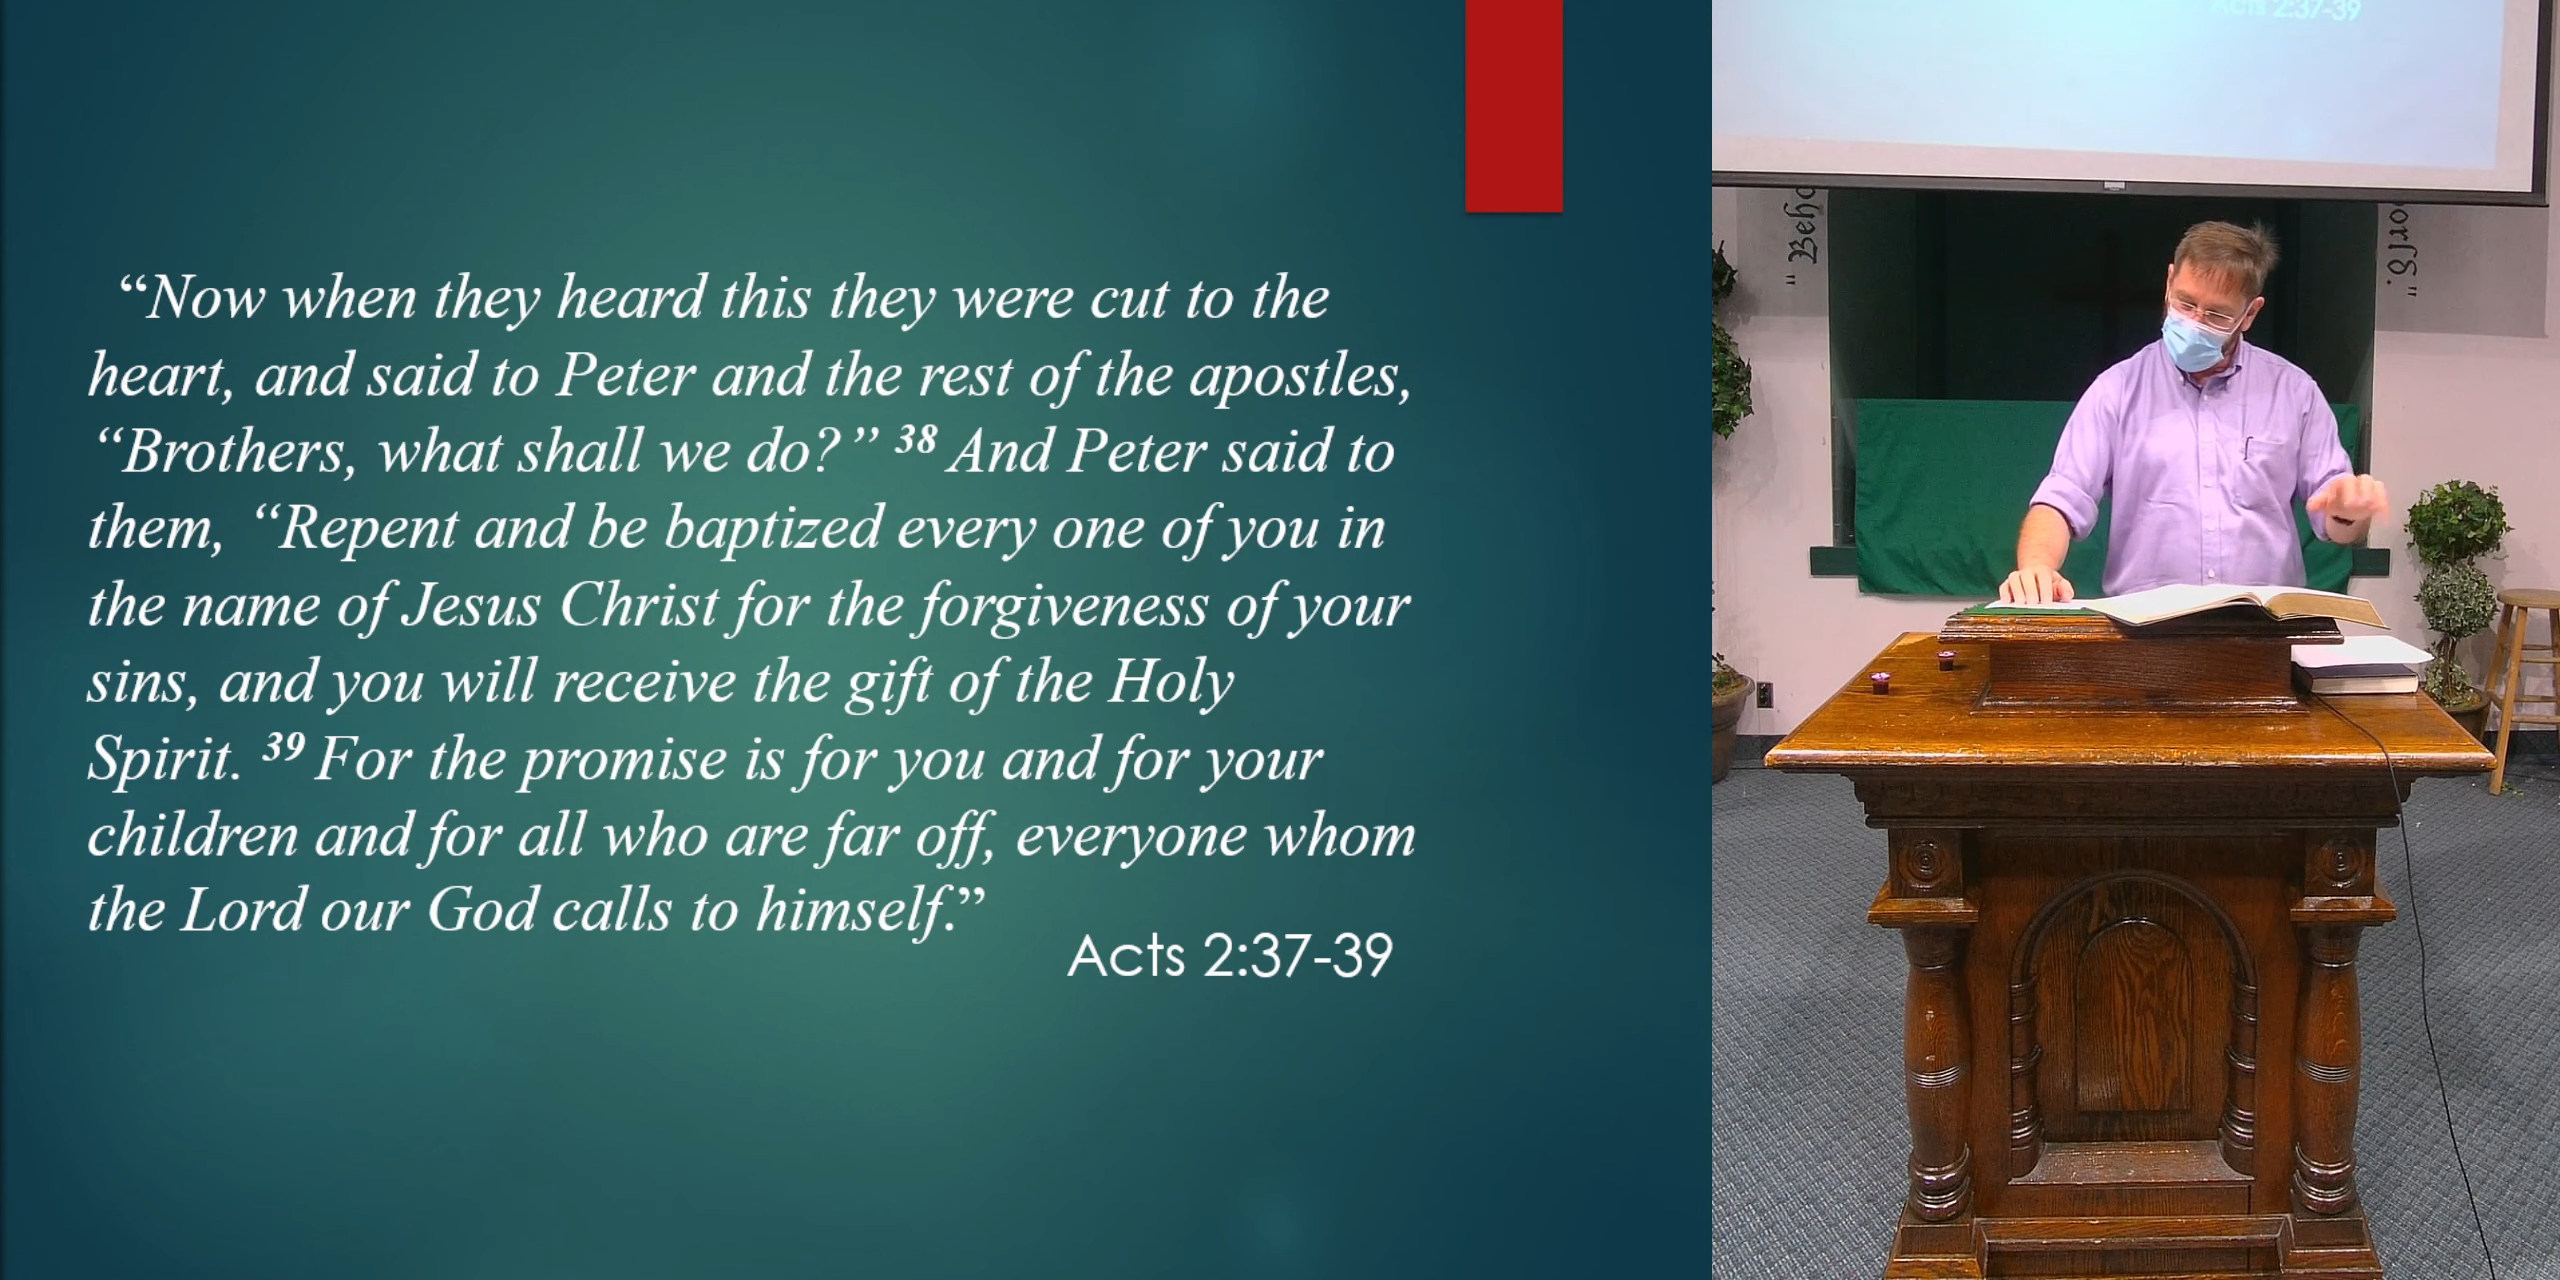 “Now when they heard this they were cut to the
heart, and said to Peter and the rest of the apostles,
“Brothers, what shall we do?” 38 And Peter said to
them, “Repent and be baptized every one of you in
the name of Jesus Christ for the forgiveness of your
sins, and you will receive the gift of the Holy
Spirit. 39 For the promise is for you and for your
children and for all who are far off, everyone whom
the Lord our God calls to himself.”
Acts 2:37-39
Acts 2:37-39